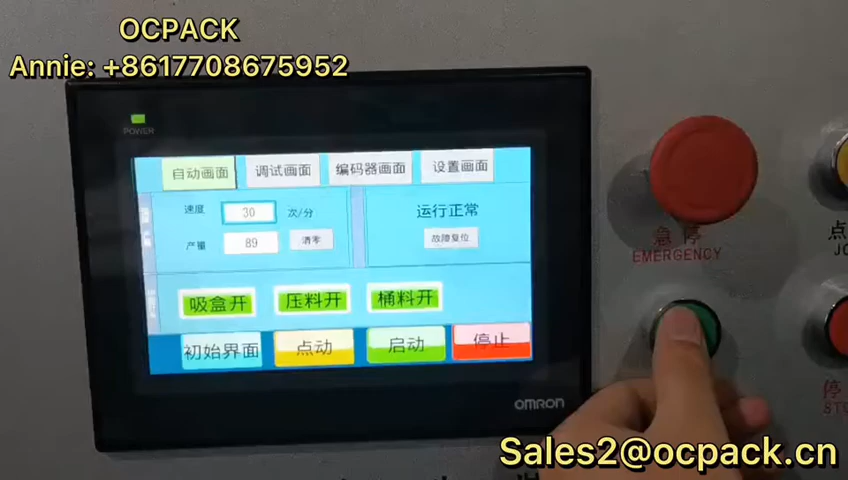 OCPACK
Annie: +8617708675952
POWER
自动画面 调试画面 编码器画面 设置画面
速度 30 次/分 运行正常
产量 89 清零 故障复位
吸盒开 压料开 桶料开
初始界面 点动 启动 停止
OMRON
急停
EMERGENCY
点
停
Sales2@ocpack.cn